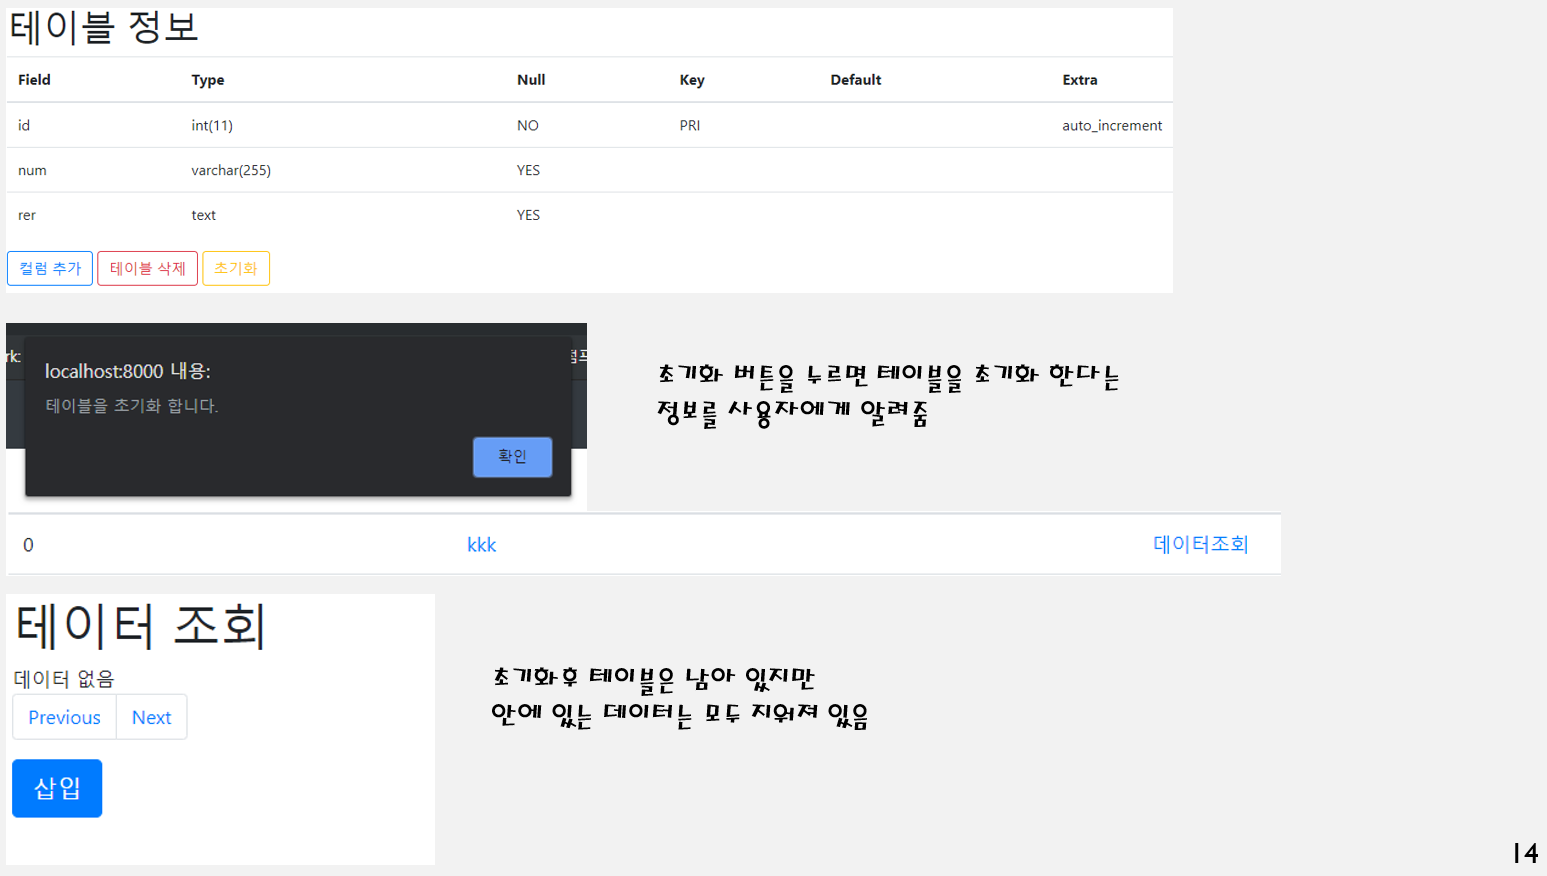 테이블 정보
Field Type Null Key Default Extra
id int(11) NO PRI auto_increment
num varchar(255) YES
rer text YES
컬럼 추가 테이블 삭제 초기화
rk: 덤프
localhost:8000 내용:
테이블을 초기화 합니다.
확인
초기화 버튼을 누르면 테이블을 초기화 한다는
정보를 사용자에게 알려줌
0 kkk 데이터조회
데이터 조회
데이터 없음
Previous Next
삽입
초기화후 테이블은 남아 있지만
안에 있는 데이터는 모두 지워져 있음
14